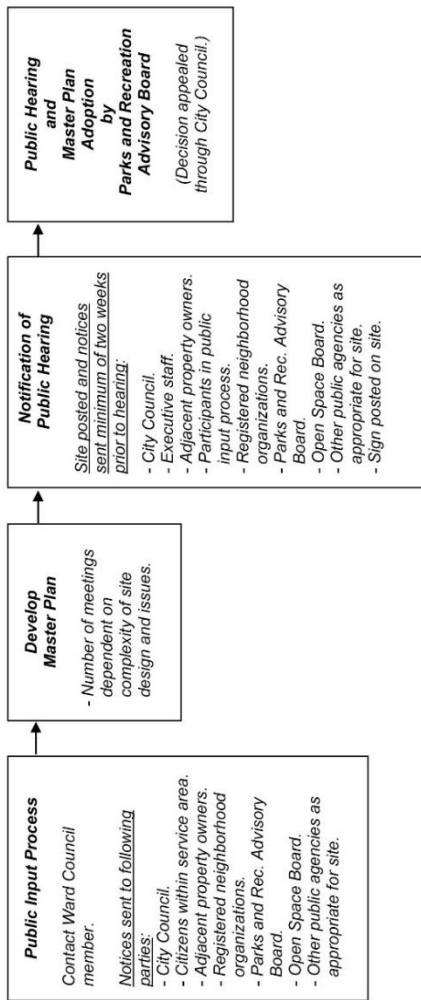 Public Input Process
Contact Ward Council
member.
Notices sent to following
parties:
- City Council.
- Citizens within service area.
- Adjacent property owners.
- Registered neighborhood
organizations.
- Parks and Rec. Advisory
Board.
- Open Space Board.
- Other public agencies as
appropriate for site.
Develop
Master Plan
- Number of meetings
dependent on
complexity of site
design and issues.
Notification of
Public Hearing
Site posted and notices
sent minimum of two weeks
prior to hearing:
- City Council.
- Executive staff.
- Adjacent property owners.
- Participants in public
input process.
- Registered neighborhood
organizations.
- Parks and Rec. Advisory
Board.
- Open Space Board.
- Other public agencies as
appropriate for site.
- Sign posted on site.
Public Hearing
and
Master Plan
Adoption
by
Parks and Recreation
Advisory Board
(Decision appealed
through City Council.)